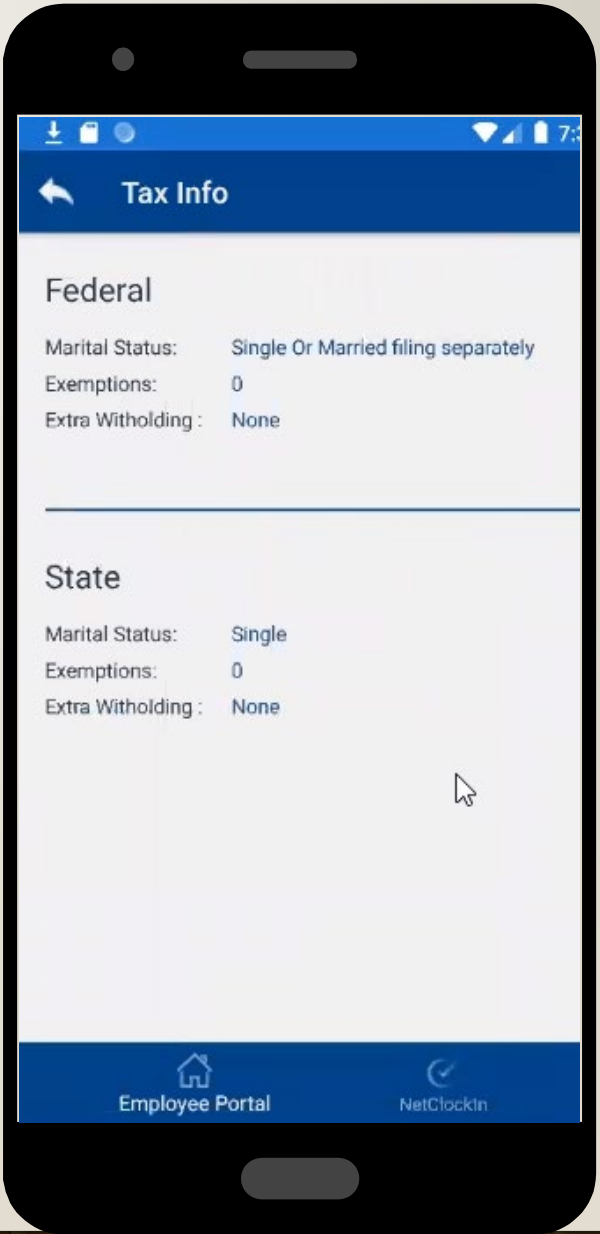 Tax Info
Federal
Marital Status: Single Or Married filing separately
Exemptions: 0
Extra Witholding : None
State
Marital Status: Single
Exemptions: 0
Extra Witholding : None
Employee Portal
NetClockIn